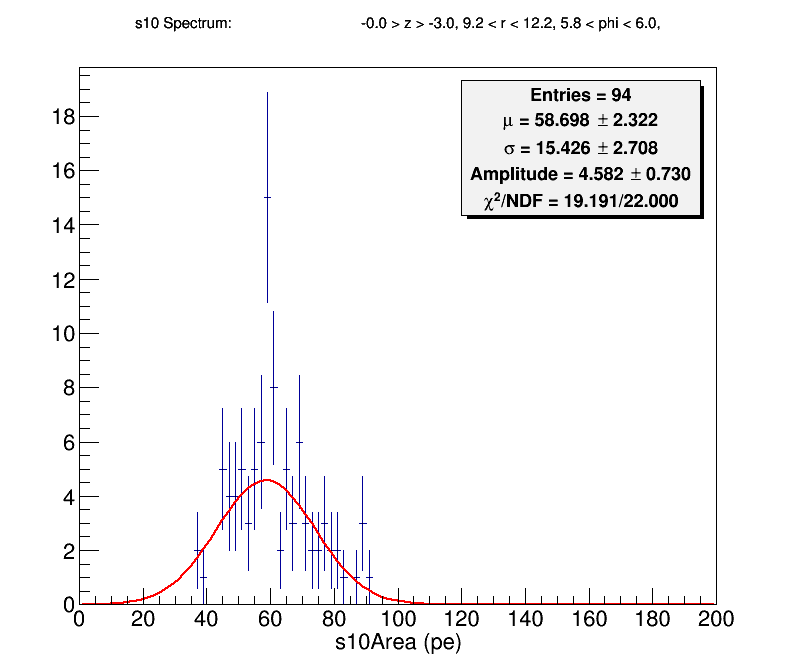 s10 Spectrum: -0.0 > z > -3.0, 9.2 < r < 12.2, 5.8 < phi < 6.0,
Entries = 94
μ = 58.698 ± 2.322
σ = 15.426 ± 2.708
Amplitude = 4.582 ± 0.730
χ²/NDF = 19.191/22.000
18
16
14
12
10
8
6
4
2
0
0 20 40 60 80 100 120 140 160 180 200
s10Area (pe)